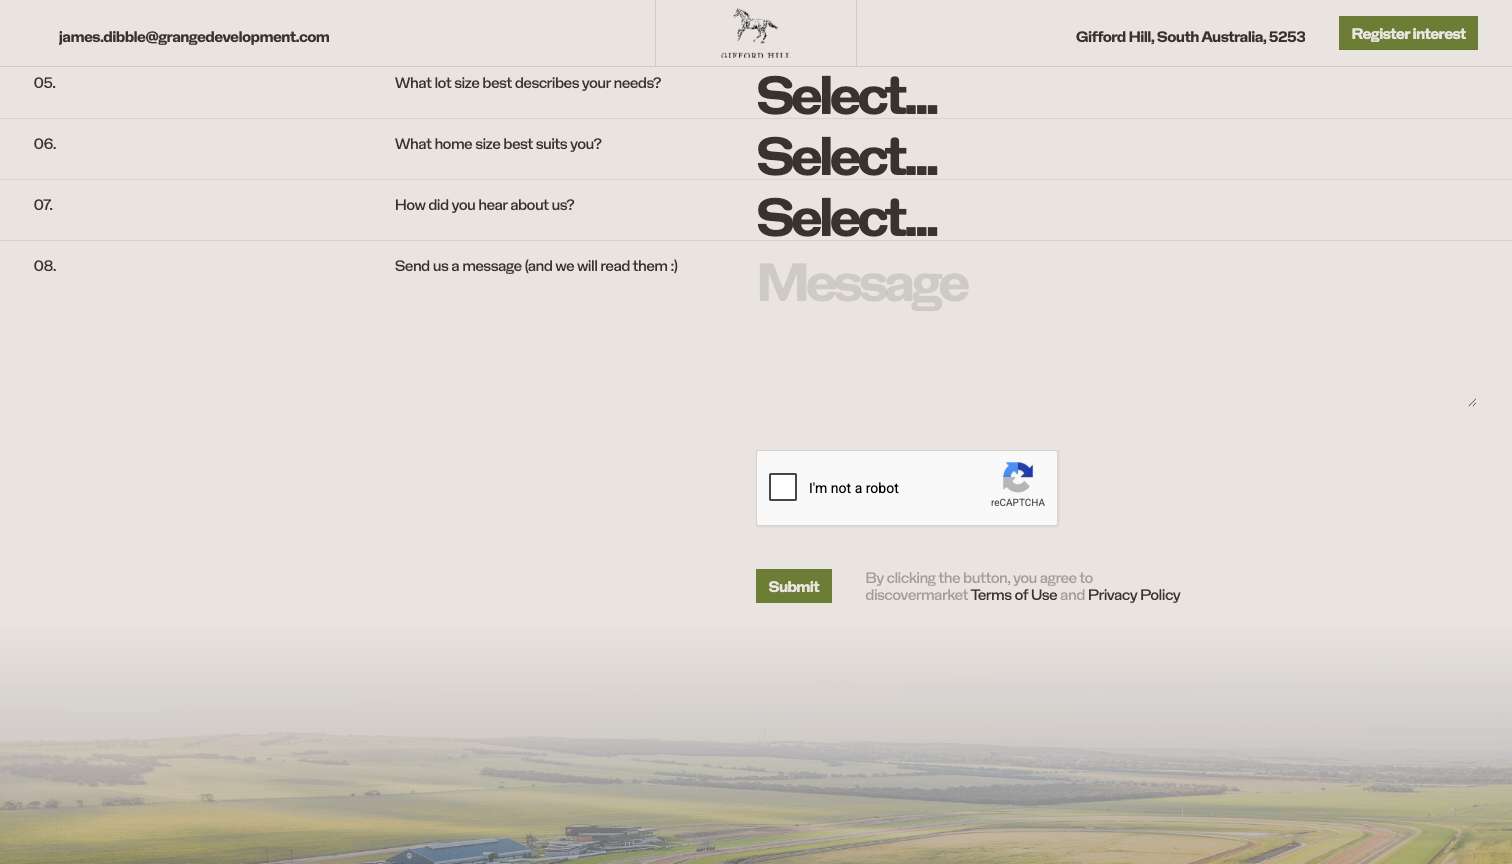 james.dibble@grangedevelopment.com
GIFFORD HILL
Gifford Hill, South Australia, 5253
Register interest
05.
What lot size best describes your needs?
Select...
06.
What home size best suits you?
Select...
07.
How did you hear about us?
Select...
08.
Send us a message (and we will read them :)
Message
I'm not a robot
reCAPTCHA
Submit
By clicking the button, you agree to
discovermarket Terms of Use and Privacy Policy